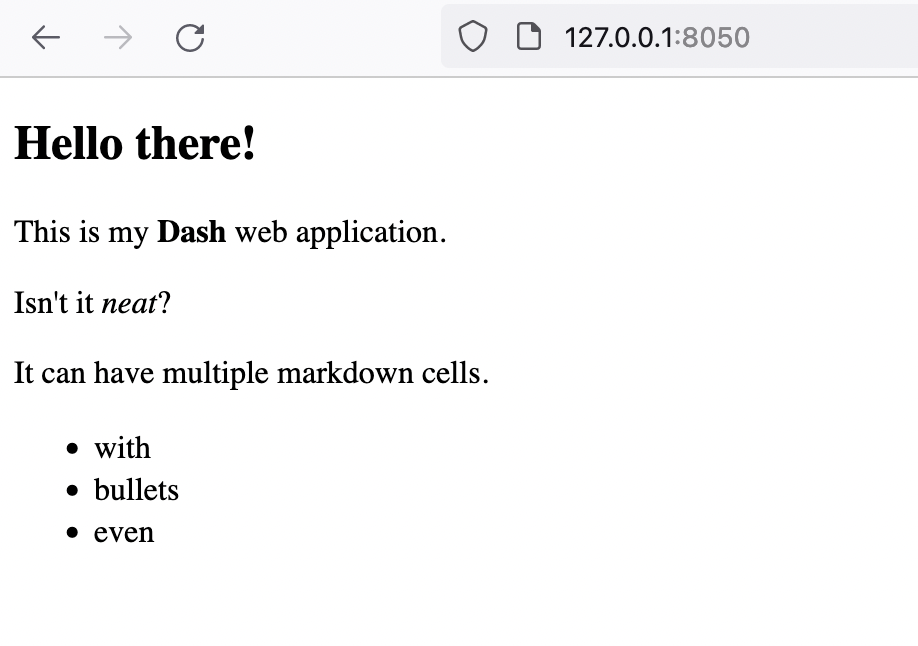 127.0.0.1:8050
Hello there!
This is my Dash web application.
Isn't it neat?
It can have multiple markdown cells.
with
bullets
even